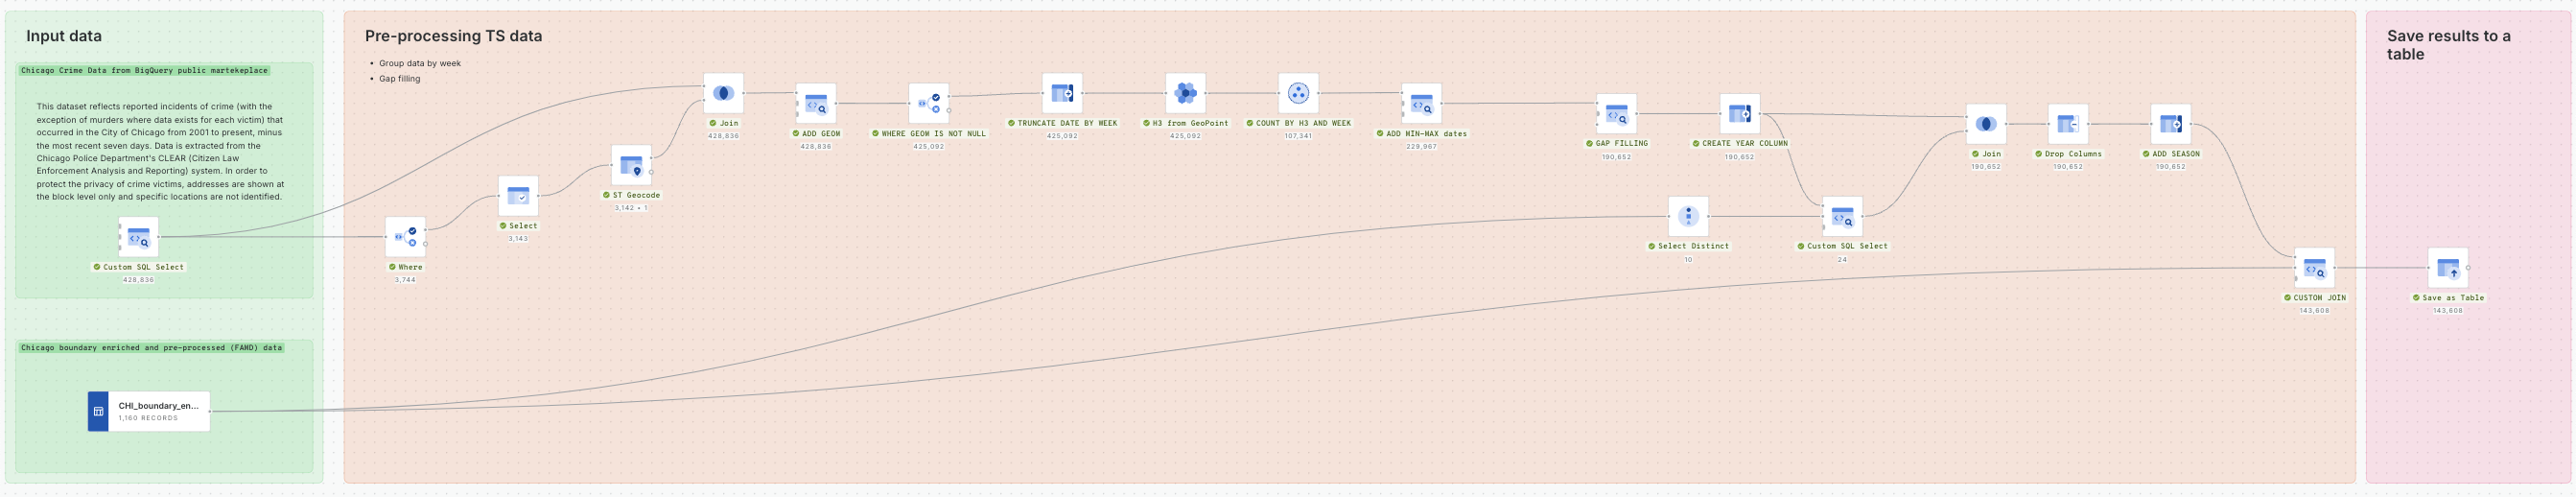 Input data
Chicago Crime Data from BigQuery public martekeplace
This dataset reflects reported incidents of crime (with the
exception of murders where data exists for each victim) that
occurred in the City of Chicago from 2001 to present, minus
the most recent seven days. Data is extracted from the
Chicago Police Department's CLEAR (Citizen Law
Enforcement Analysis and Reporting) system. In order to
protect the privacy of crime victims, addresses are shown at
the block level only and specific locations are not identified.
Custom SQL Select
428,836
Chicago boundary enriched and pre-processed (FAMD) data
CHI_boundary_en...
1,160 RECORDS
Pre-processing TS data
• Group data by week
• Gap filling
Where
3,744
Select
3,143
ST Geocode
3,142 • 1
Join
428,836
ADD GEOM
428,836
WHERE GEOM IS NOT NULL
425,092
TRUNCATE DATE BY WEEK
425,092
H3 from GeoPoint
425,092
COUNT BY H3 AND WEEK
107,341
ADD MIN-MAX dates
229,967
GAP FILLING
190,652
CREATE YEAR COLUMN
190,652
Select Distinct
10
Custom SQL Select
24
Join
190,652
Drop Columns
190,652
ADD SEASON
190,652
CUSTOM JOIN
143,608
Save results to a
table
Save as Table
143,608